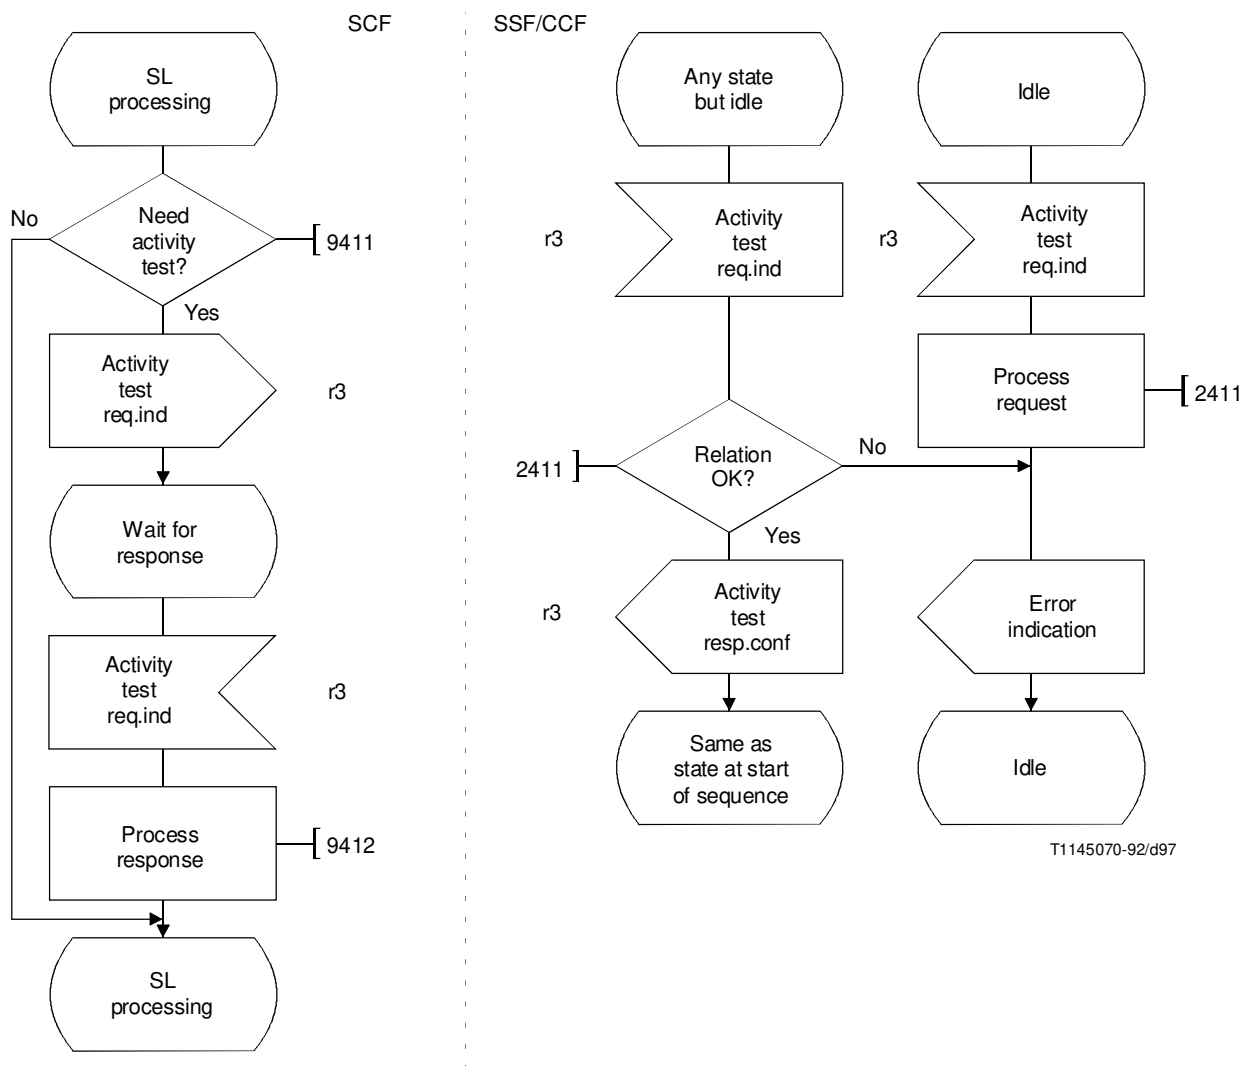 SCF
SSF/CCF
SL
processing
No
Need
activity
test?
9411
Yes
Activity
test
req.ind
r3
Wait for
response
Activity
test
req.ind
r3
Process
response
9412
SL
processing
Any state
but idle
r3
Activity
test
req.ind
2411
Relation
OK?
No
Yes
r3
Activity
test
resp.conf
Same as
state at start
of sequence
Idle
r3
Activity
test
req.ind
Process
request
2411
Error
indication
Idle
T1145070-92/d97